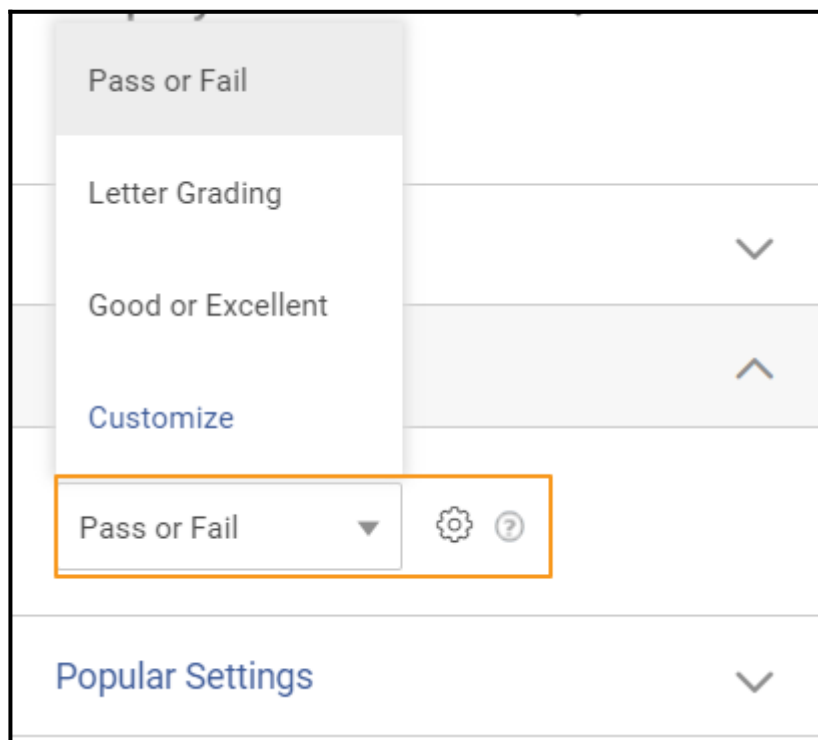 Pass or Fail
Letter Grading
Good or Excellent
Customize
Pass or Fail
?
Popular Settings